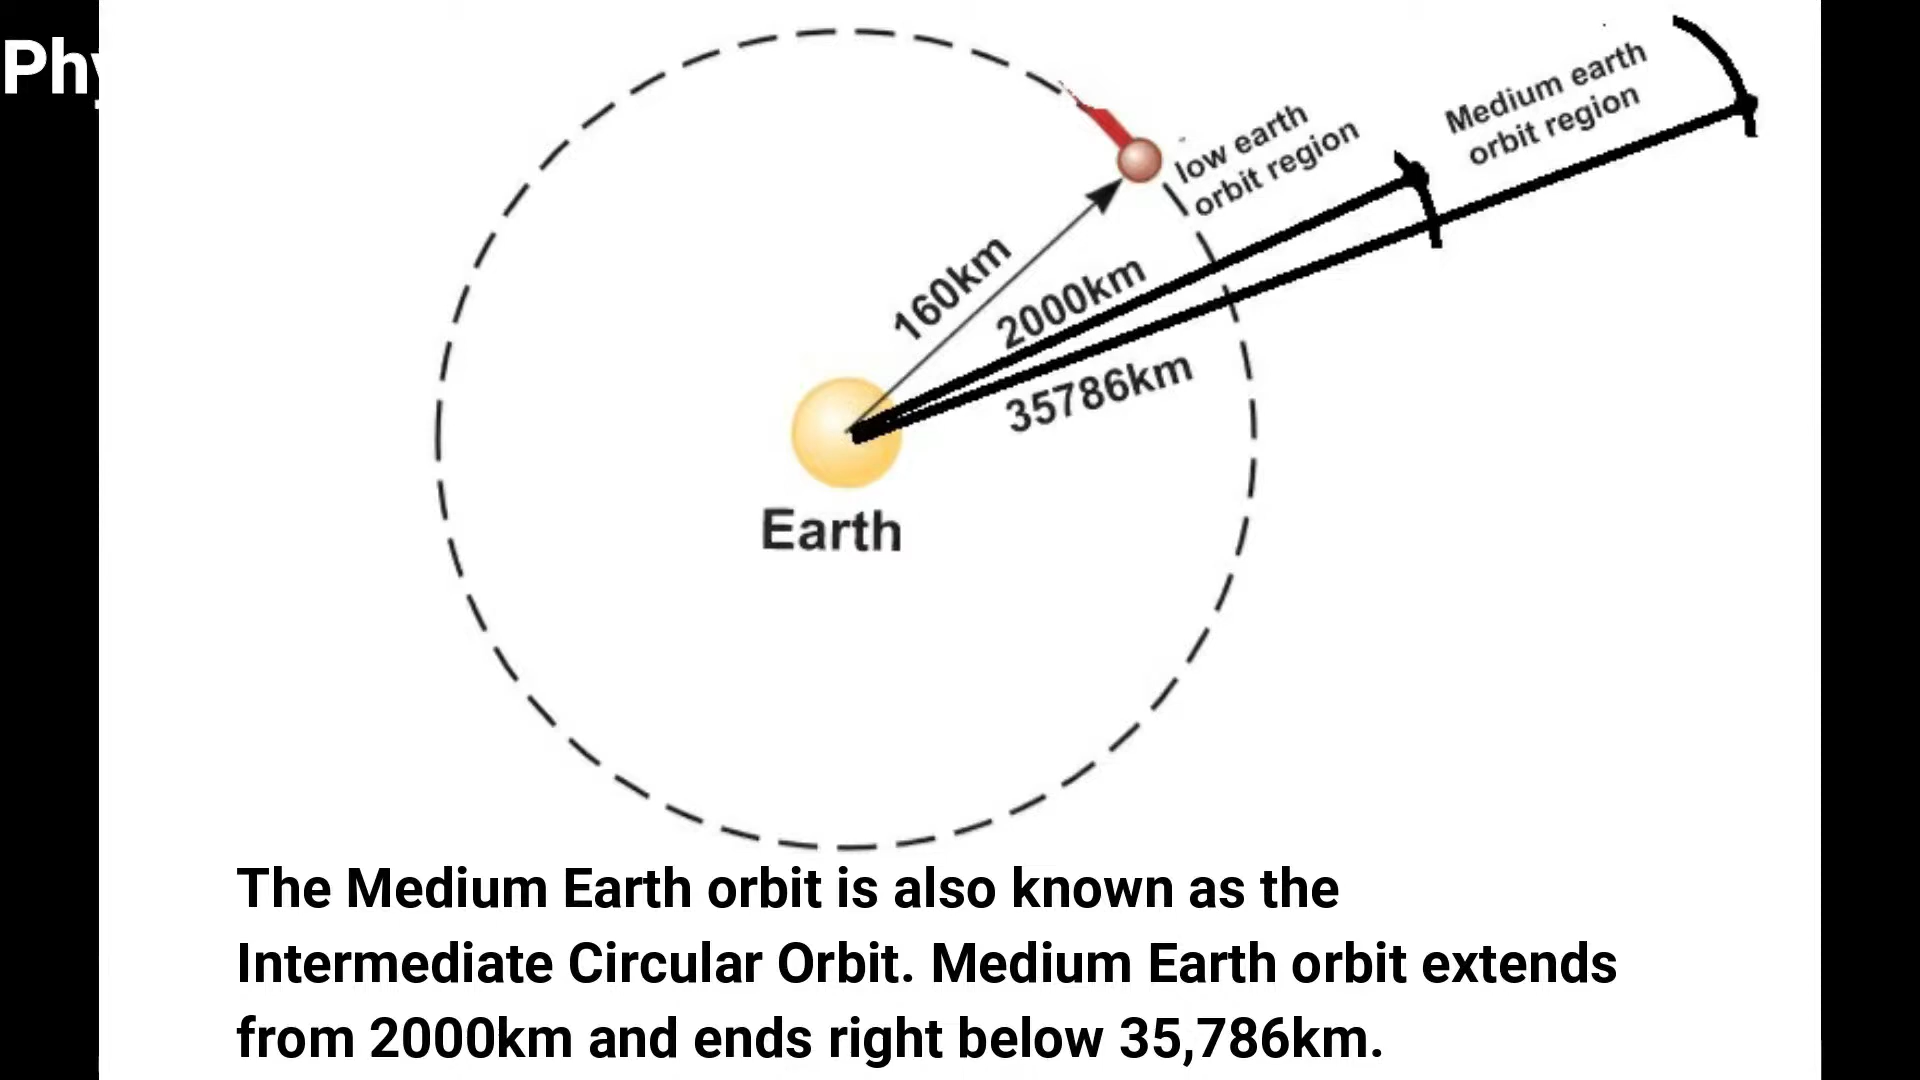 Phy
low earth
orbit region
Medium earth
orbit region
160km
2000km
35786km
Earth
The Medium Earth orbit is also known as the
Intermediate Circular Orbit. Medium Earth orbit extends
from 2000km and ends right below 35,786km.